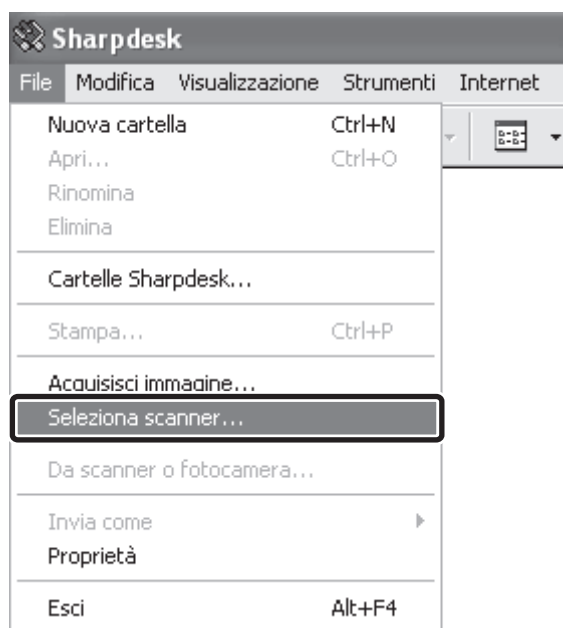 Sharpdesk
File Modifica Visualizzazione Strumenti Internet
Nuova cartella Ctrl+N
Apri... Ctrl+O
Rinomina
Elimina
Cartelle Sharpdesk...
Stampa... Ctrl+P
Acquisisci immagine...
Seleziona scanner...
Da scanner o fotocamera...
Invia come
Proprietà
Esci Alt+F4